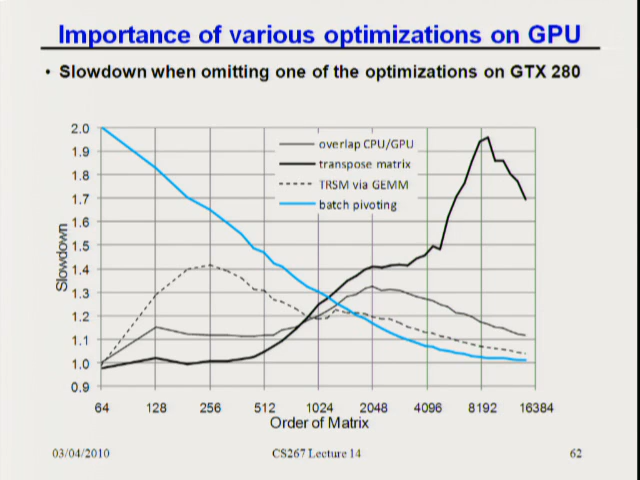 Importance of various optimizations on GPU
• Slowdown when omitting one of the optimizations on GTX 280
2.0
1.9
1.8
1.7
1.6
1.5
1.4
1.3
1.2
1.1
1.0
0.9
Slowdown
overlap CPU/GPU
transpose matrix
TRSM via GEMM
batch pivoting
64 128 256 512 1024 2048 4096 8192 16384
Order of Matrix
03/04/2010 CS267 Lecture 14 62